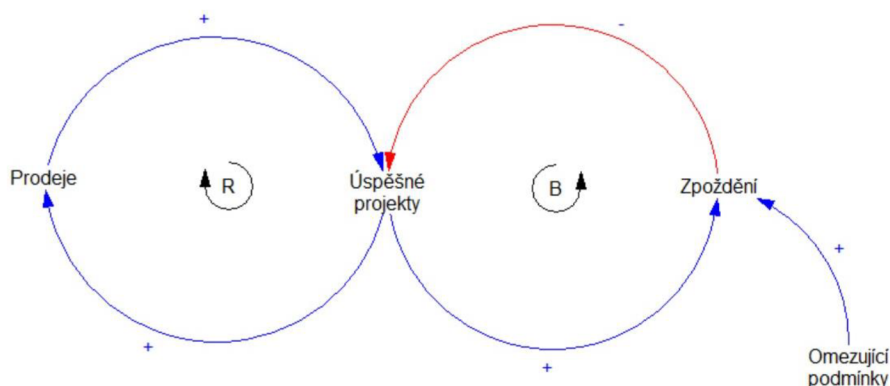 +
-
Prodeje
R
Úspěšné
projekty
B
Zpoždění
+
+
+
Omezující
podmínky